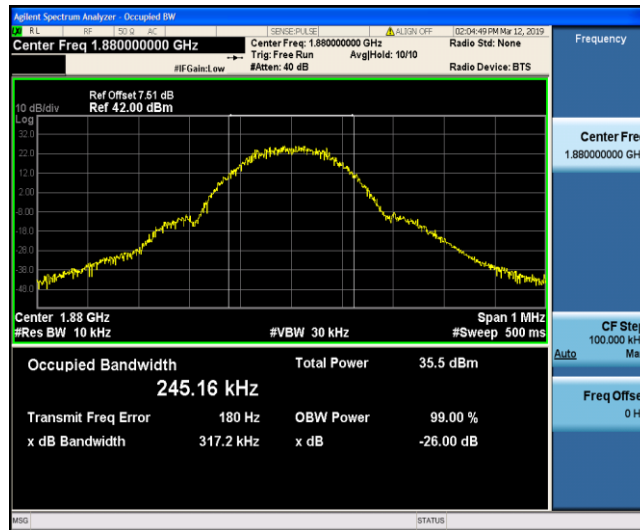 Agilent Spectrum Analyzer - Occupied BW
RL RF 50 Ω AC SENSE:PULSE ALIGN OFF 02:04:49 PM Mar 12, 2019
Center Freq 1.880000000 GHz
Center Freq: 1.880000000 GHz
Radio Std: None
Trig: Free Run Avg|Hold: 10/10
#IFGain:Low #Atten: 40 dB Radio Device: BTS
Frequency
Ref Offset 7.51 dB
10 dB/div Ref 42.00 dBm
Log
32.0
22.0
12.0
2.00
-8.00
-18.0
-28.0
-38.0
-48.0
Center 1.88 GHz Span 1 MHz
#Res BW 10 kHz #VBW 30 kHz #Sweep 500 ms
Occupied Bandwidth Total Power 35.5 dBm
245.16 kHz
Transmit Freq Error 180 Hz OBW Power 99.00 %
x dB Bandwidth 317.2 kHz x dB -26.00 dB
Center Fre
1.880000000 GH
CF Step
100.000 kH
Auto Ma
Freq Offse
0 H
MSG STATUS